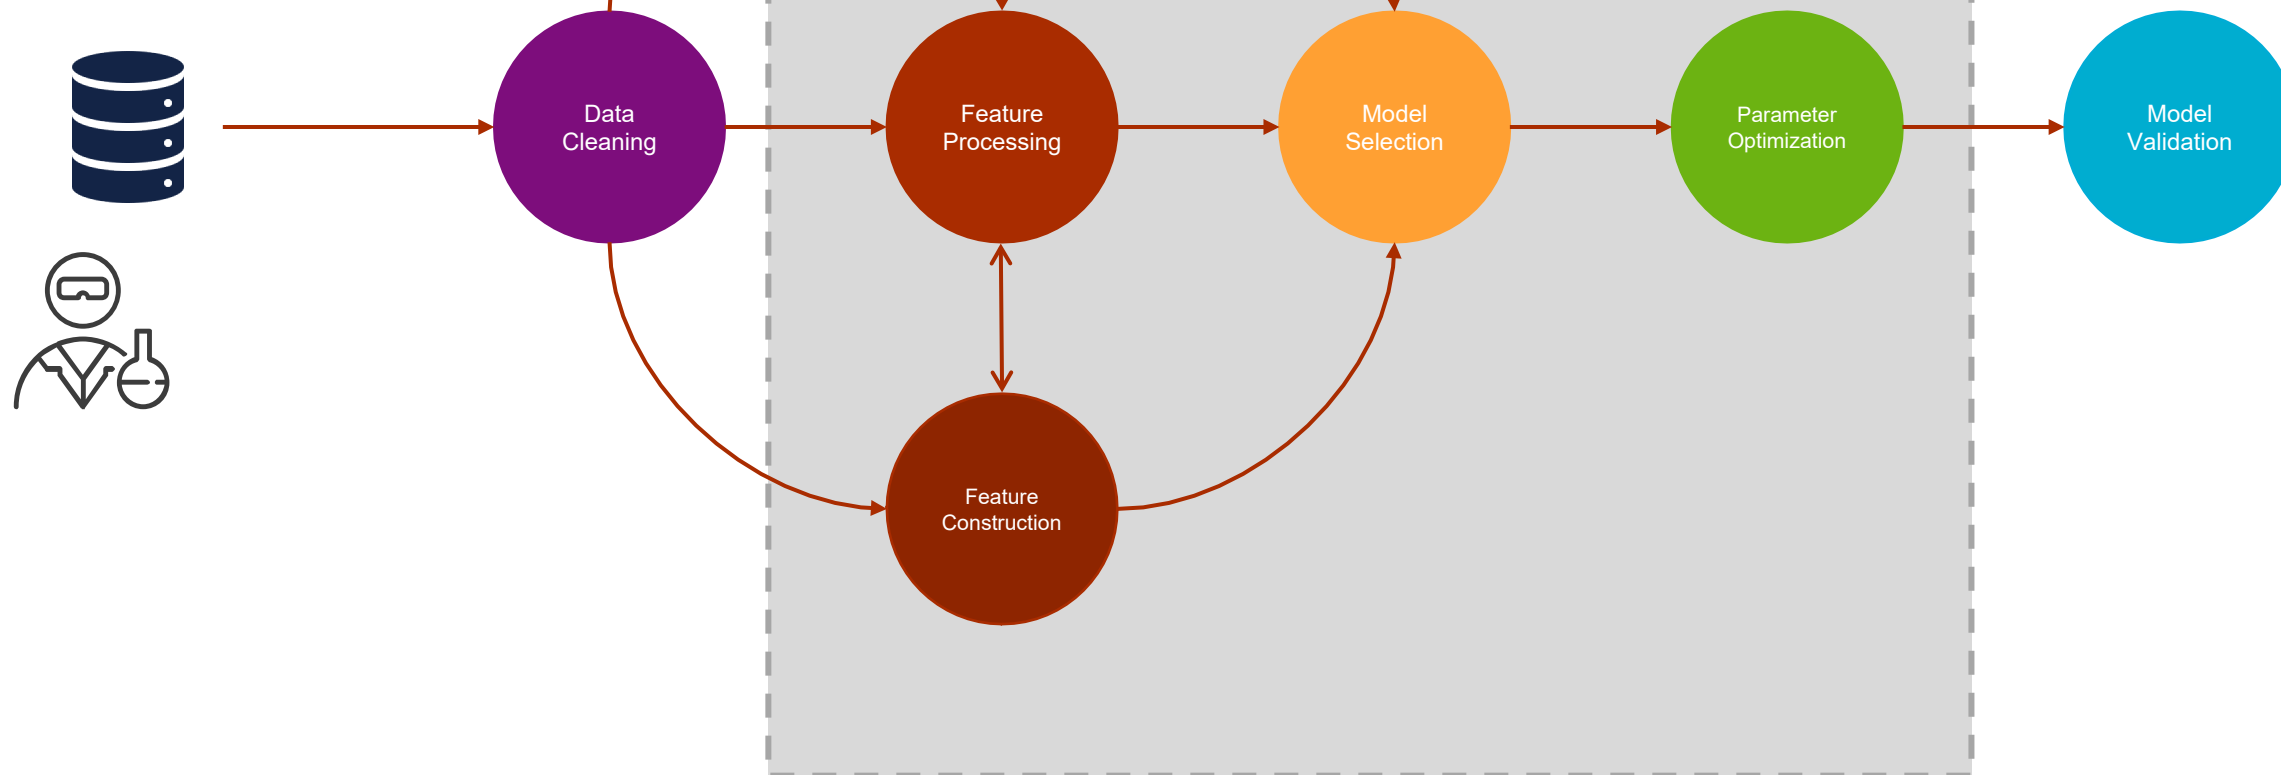 Data
Cleaning
Feature
Processing
Model
Selection
Parameter
Optimization
Model
Validation
Feature
Construction